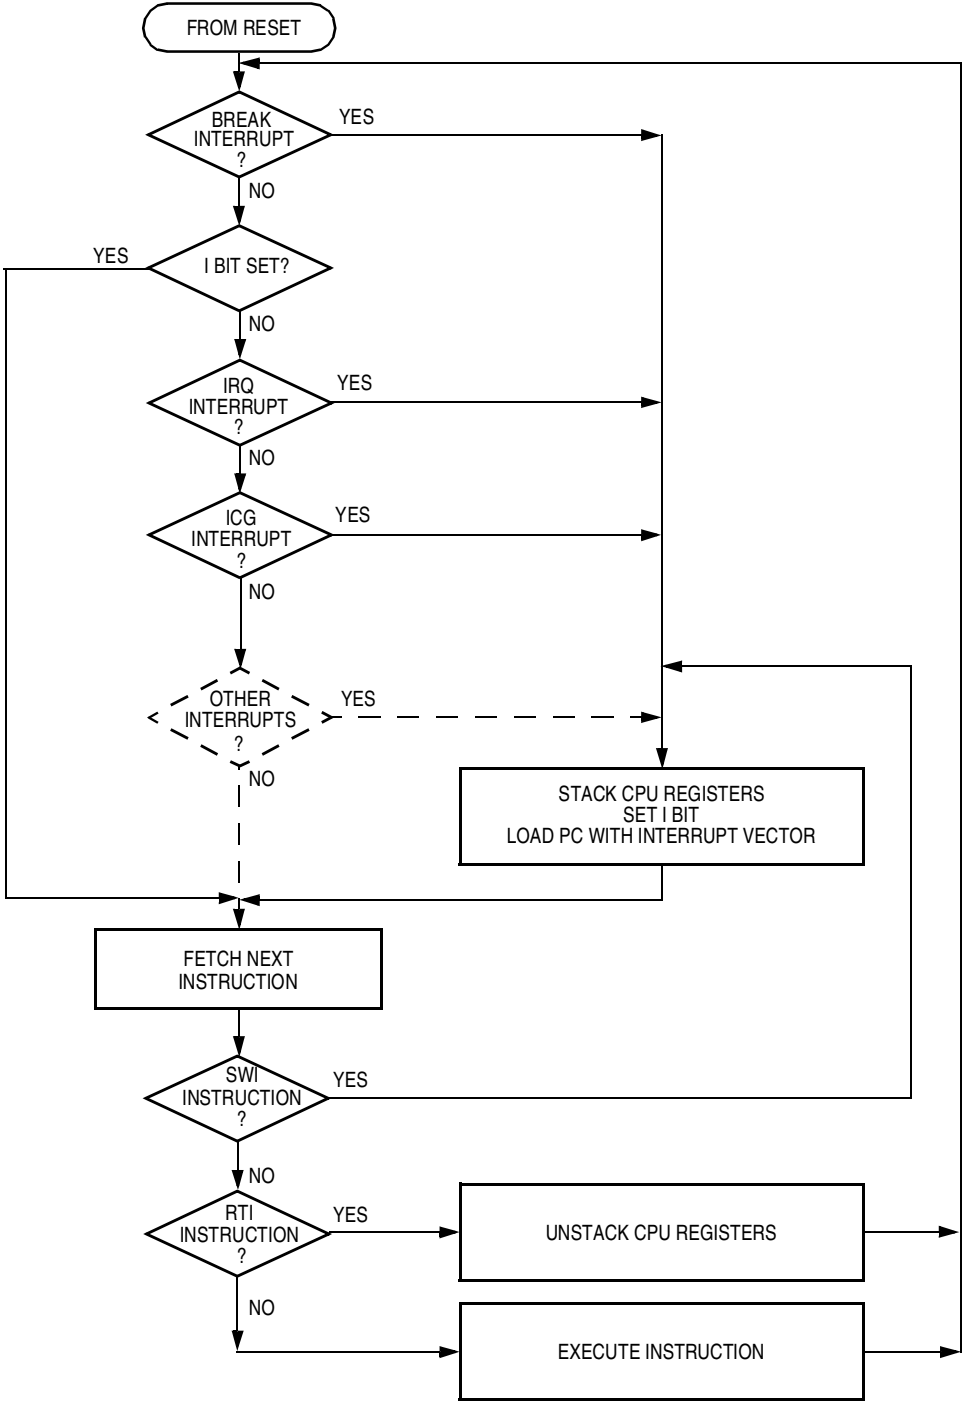 FROM RESET
BREAK
INTERRUPT
?
YES
NO
YES
I BIT SET?
NO
IRQ
INTERRUPT
?
YES
NO
ICG
INTERRUPT
?
YES
NO
OTHER
INTERRUPTS
?
YES
NO
STACK CPU REGISTERS
SET I BIT
LOAD PC WITH INTERRUPT VECTOR
FETCH NEXT
INSTRUCTION
SWI
INSTRUCTION
?
YES
NO
RTI
INSTRUCTION
?
YES
UNSTACK CPU REGISTERS
NO
EXECUTE INSTRUCTION